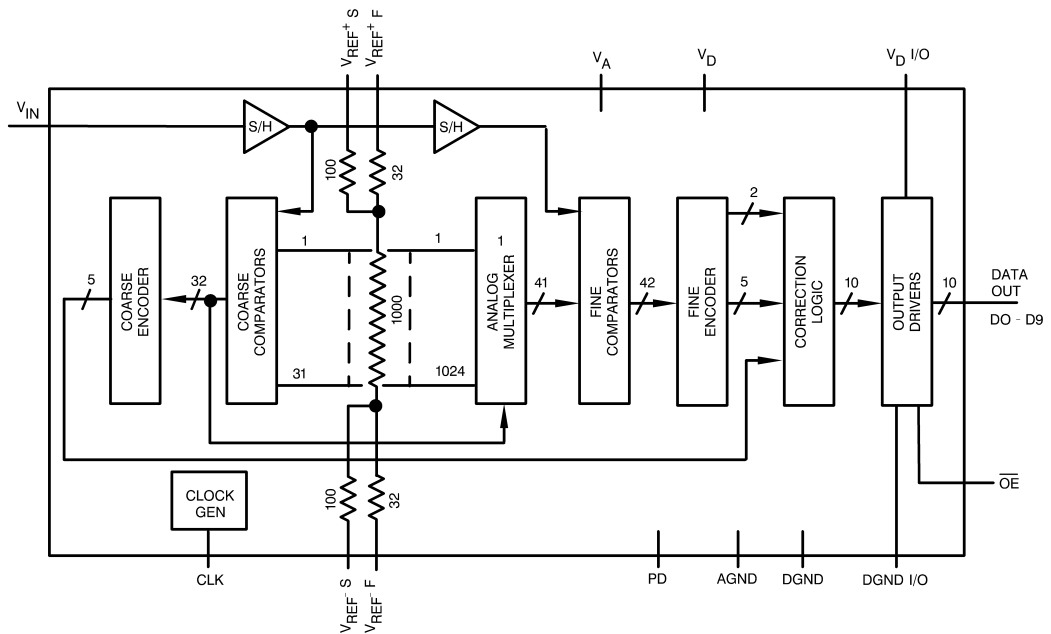 VREF+ S
VREF+ F
VA
VD
VD I/O
VIN
S/H
S/H
100
32
2
1
1
1
5
COARSE
ENCODER
32
COARSE
COMPARATORS
1000
ANALOG
MULTIPLEXER
41
FINE
COMPARATORS
42
FINE
ENCODER
5
CORRECTION
LOGIC
10
OUTPUT
DRIVERS
10
DATA
OUT
DO - D9
31
1024
100
32
CLOCK
GEN
OE
CLK
VREF- S
VREF- F
PD
AGND
DGND
DGND I/O